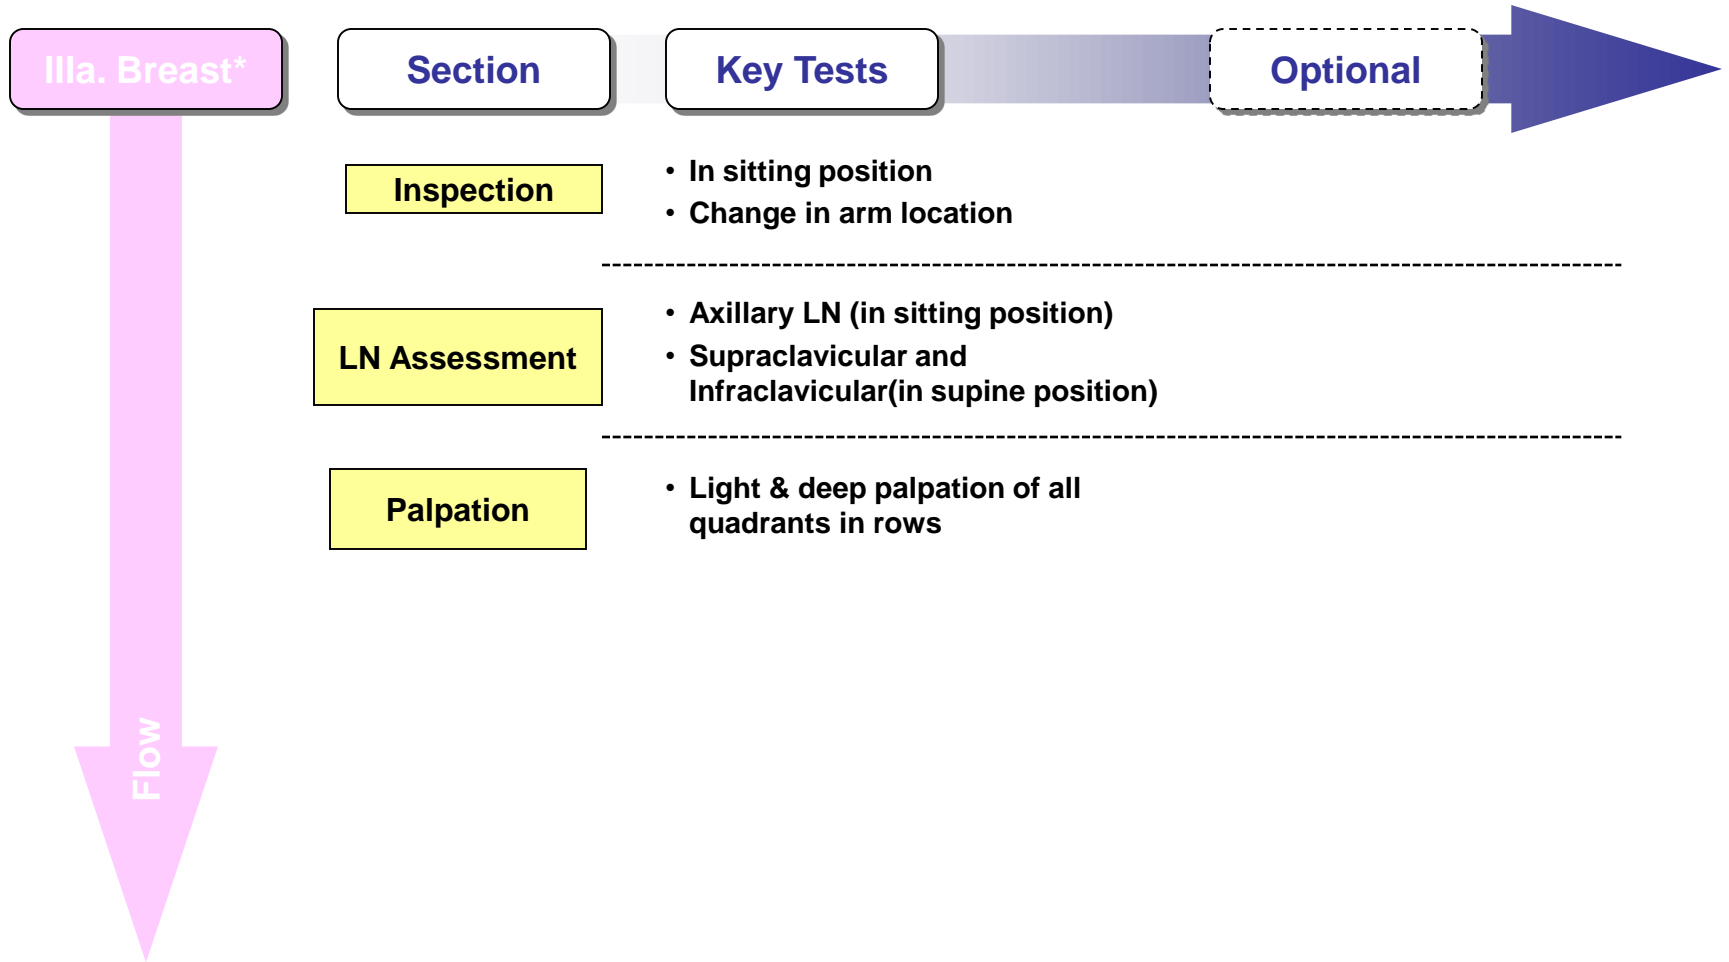 IIIa. Breast*
Section
Key Tests
Optional
Inspection
• In sitting position
• Change in arm location
LN Assessment
• Axillary LN (in sitting position)
• Supraclavicular and
Infraclavicular(in supine position)
Palpation
• Light & deep palpation of all
quadrants in rows
Flow